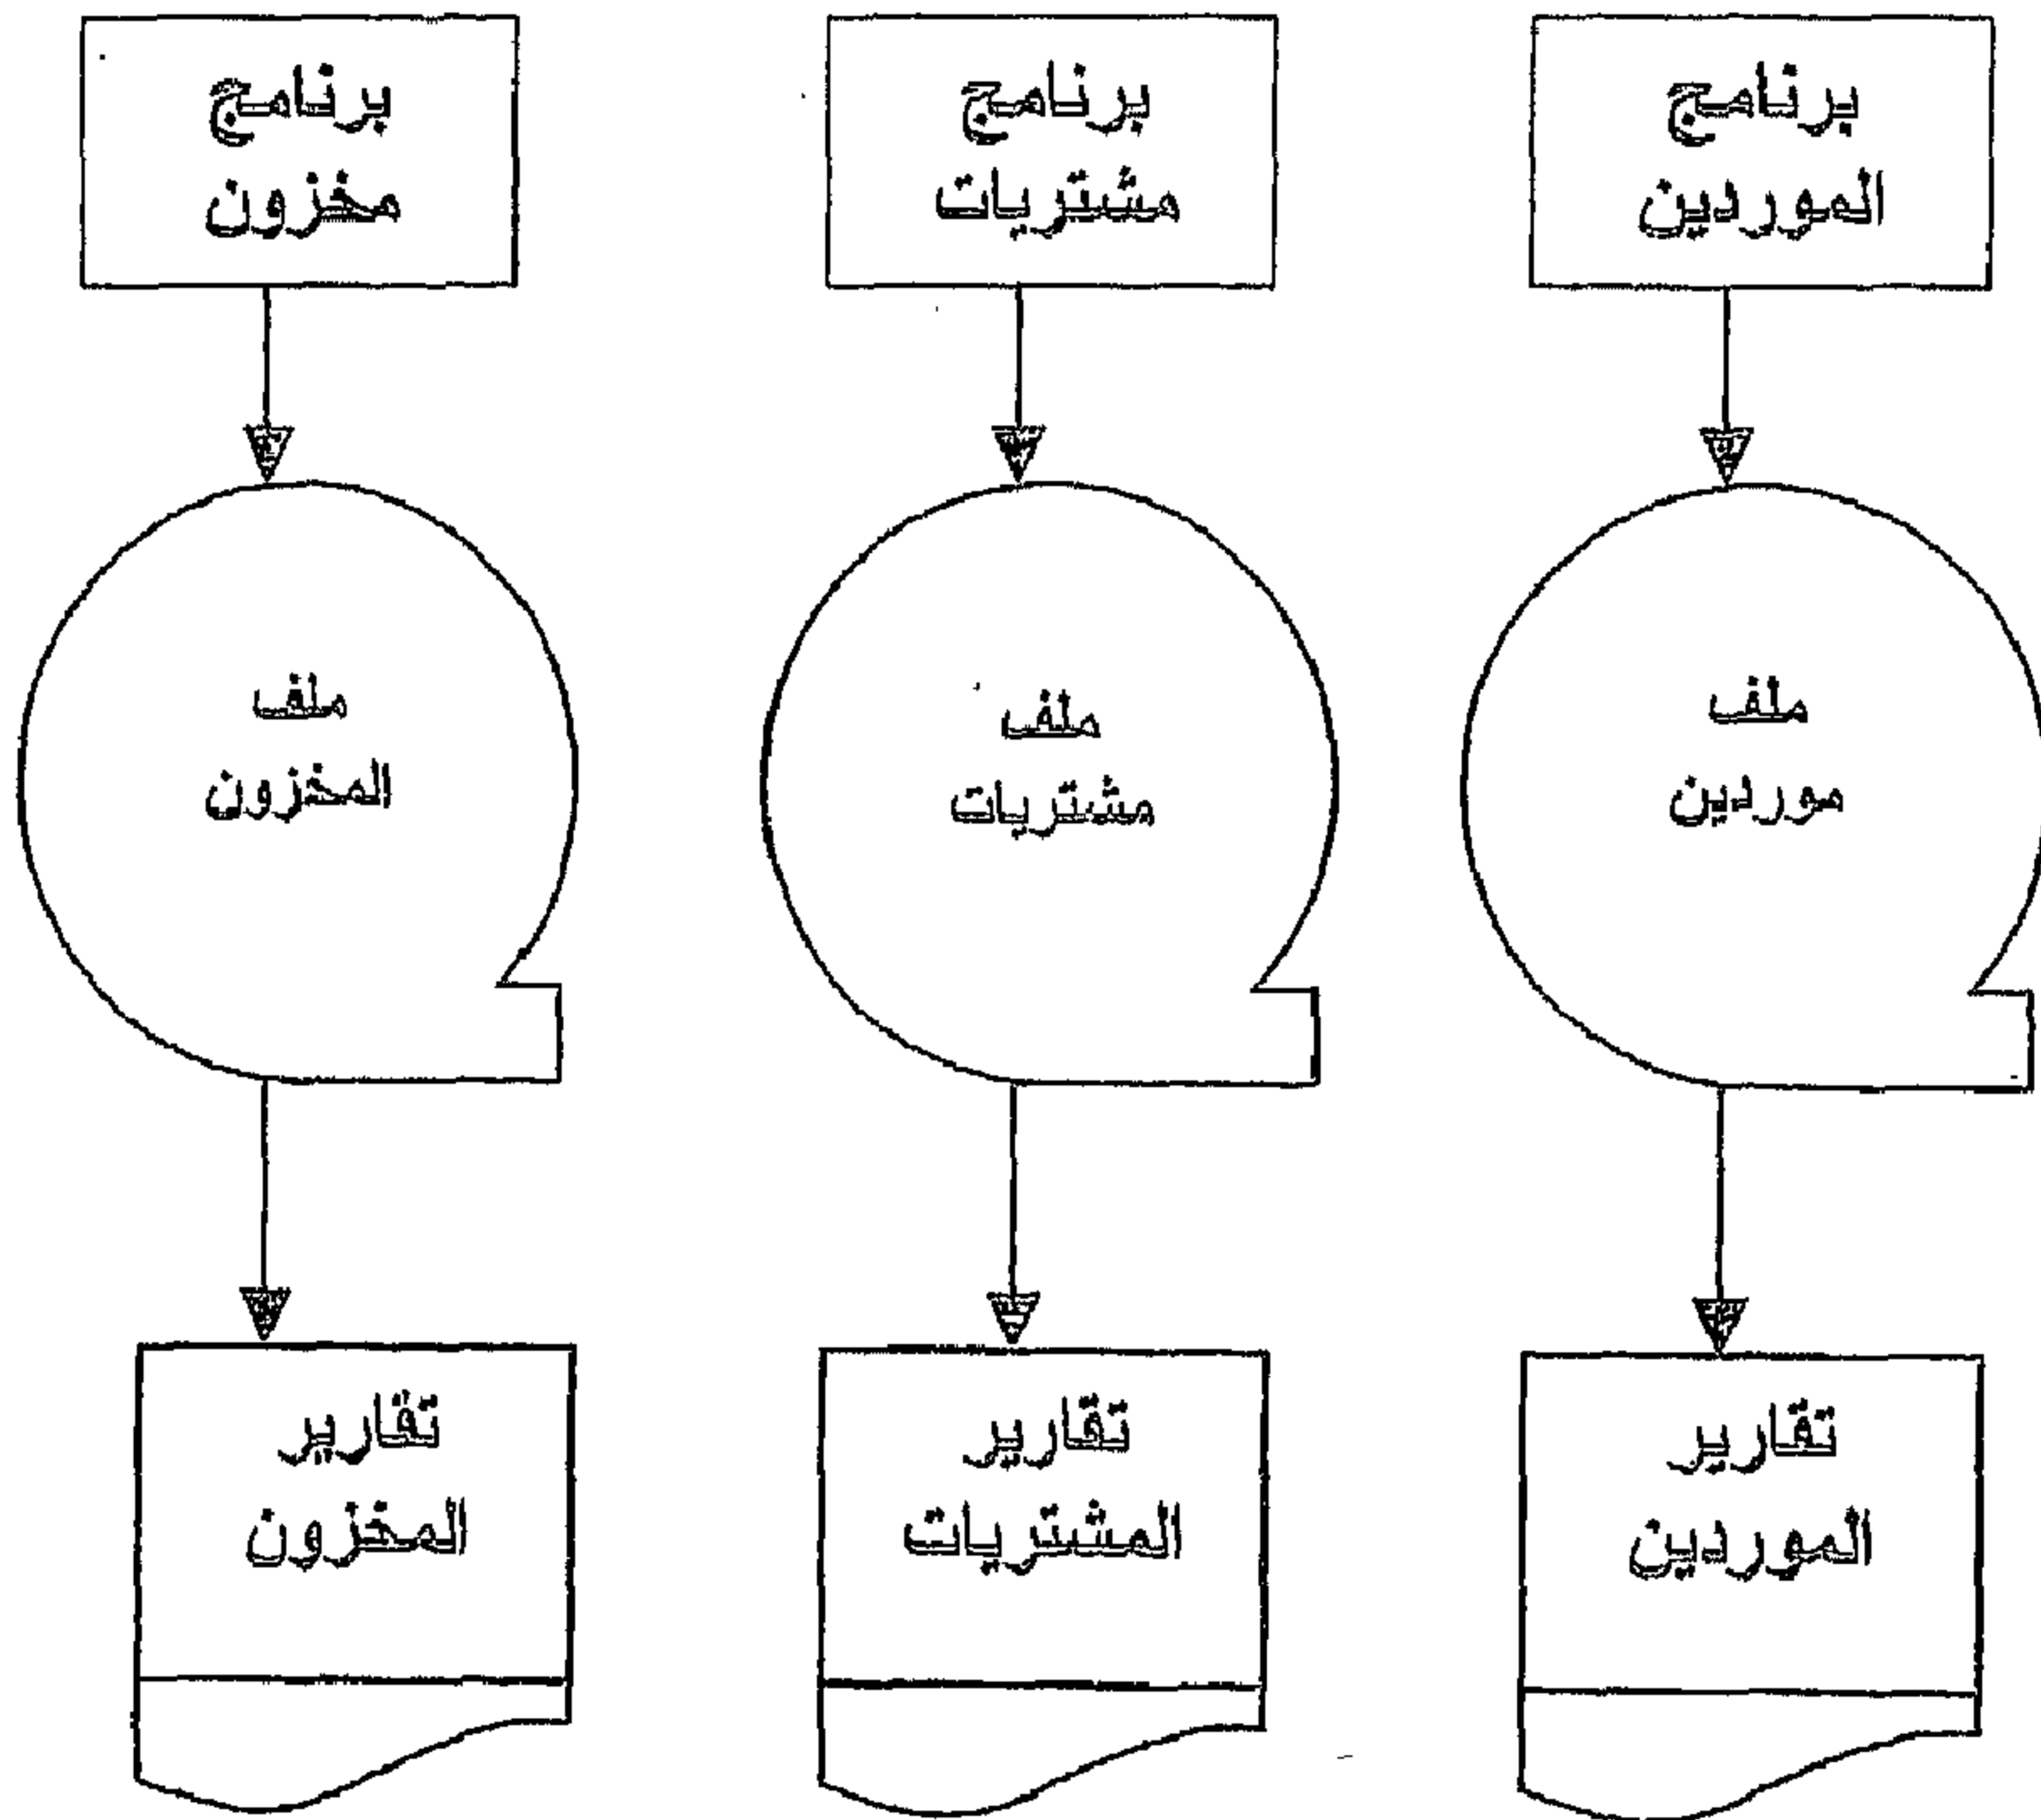 برنامج
الموردين
برنامج
مشتريات
برنامج
مخزون
ملف
موردين
ملف
مشتريات
ملف
المخزون
تقارير
الموردين
تقارير
المشتريات
تقارير
المخزون